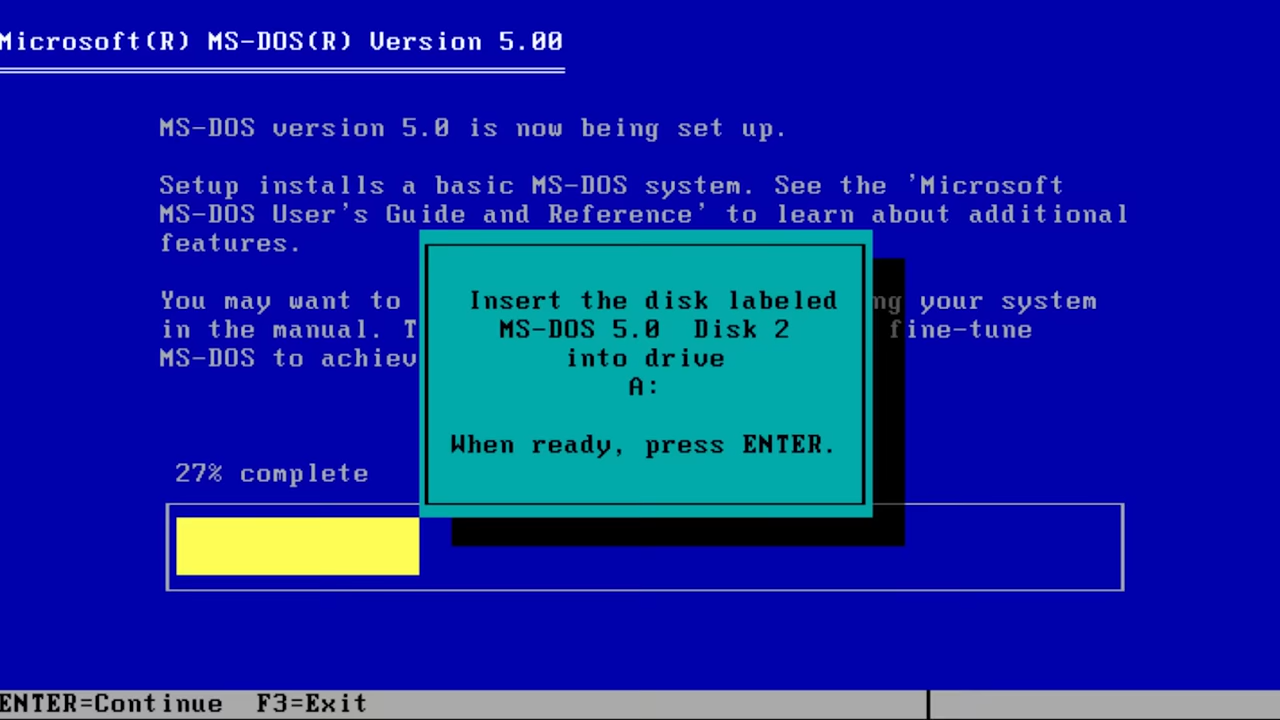 Microsoft(R) MS-DOS(R) Version 5.00
MS-DOS version 5.0 is now being set up.
Setup installs a basic MS-DOS system. See the 'Microsoft
MS-DOS User's Guide and Reference' to learn about additional
features.
You may want to your system
in the manual. fine-tune
MS-DOS to
Insert the disk labeled
MS-DOS 5.0 Disk 2
into drive
A:
When ready, press ENTER.
27% complete
ENTER=Continue F3=Exit